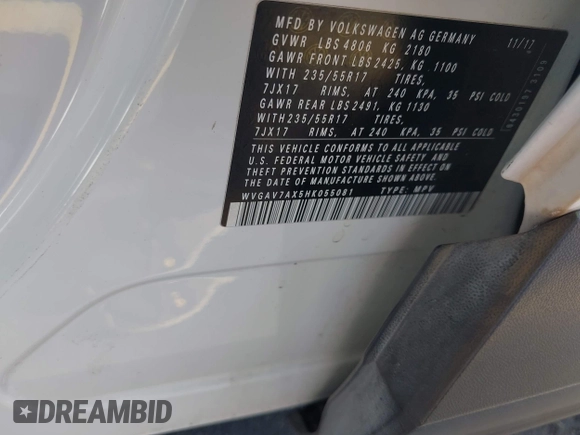 MFD BY VOLKSWAGEN AG GERMANY
11/17
GVWR LBS 4806 KG 2180
GAWR FRONT LBS 2425, KG 1100
WITH 235/55R17 TIRES,
7JX17 RIMS, AT 240 KPA, 35 PSI COLD
GAWR REAR LBS 2491, KG 1130
WITH 235/55R17 TIRES,
7JX17 RIMS, AT 240 KPA, 35 PSI COLD
THIS VEHICLE CONFORMS TO ALL APPLICABLE
U.S. FEDERAL MOTOR VEHICLE SAFETY AND
THEFT PREVENTION STANDARDS IN EFFECT ON
THE DATE OF MANUFACTURE SHOWN ABOVE
WVGAV7AX5HK055081 TYPE: MPV
DREAMBID